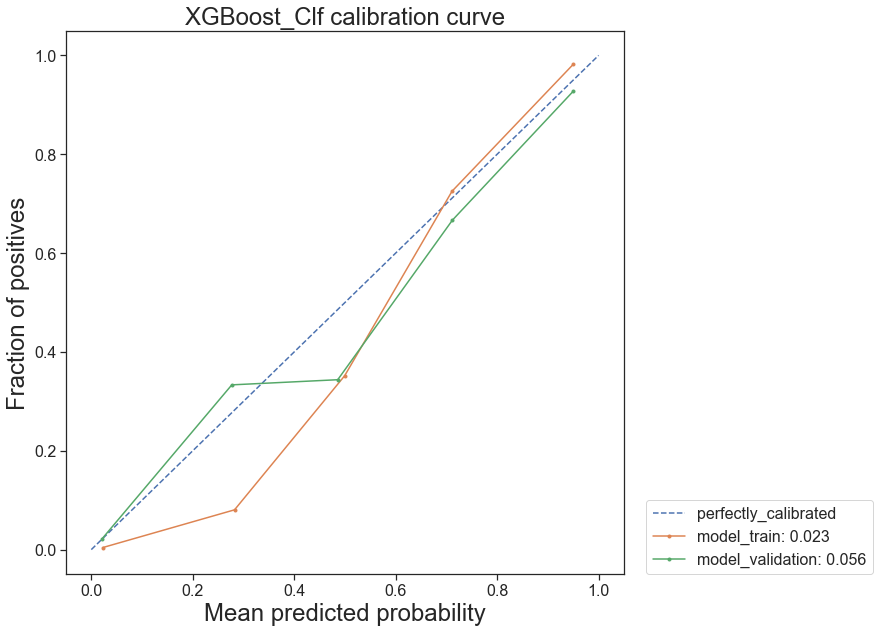 XGBoost_Clf calibration curve
Fraction of positives
1.0
0.8
0.6
0.4
0.2
0.0
0.0 0.2 0.4 0.6 0.8 1.0
Mean predicted probability
perfectly_calibrated
model_train: 0.023
model_validation: 0.056